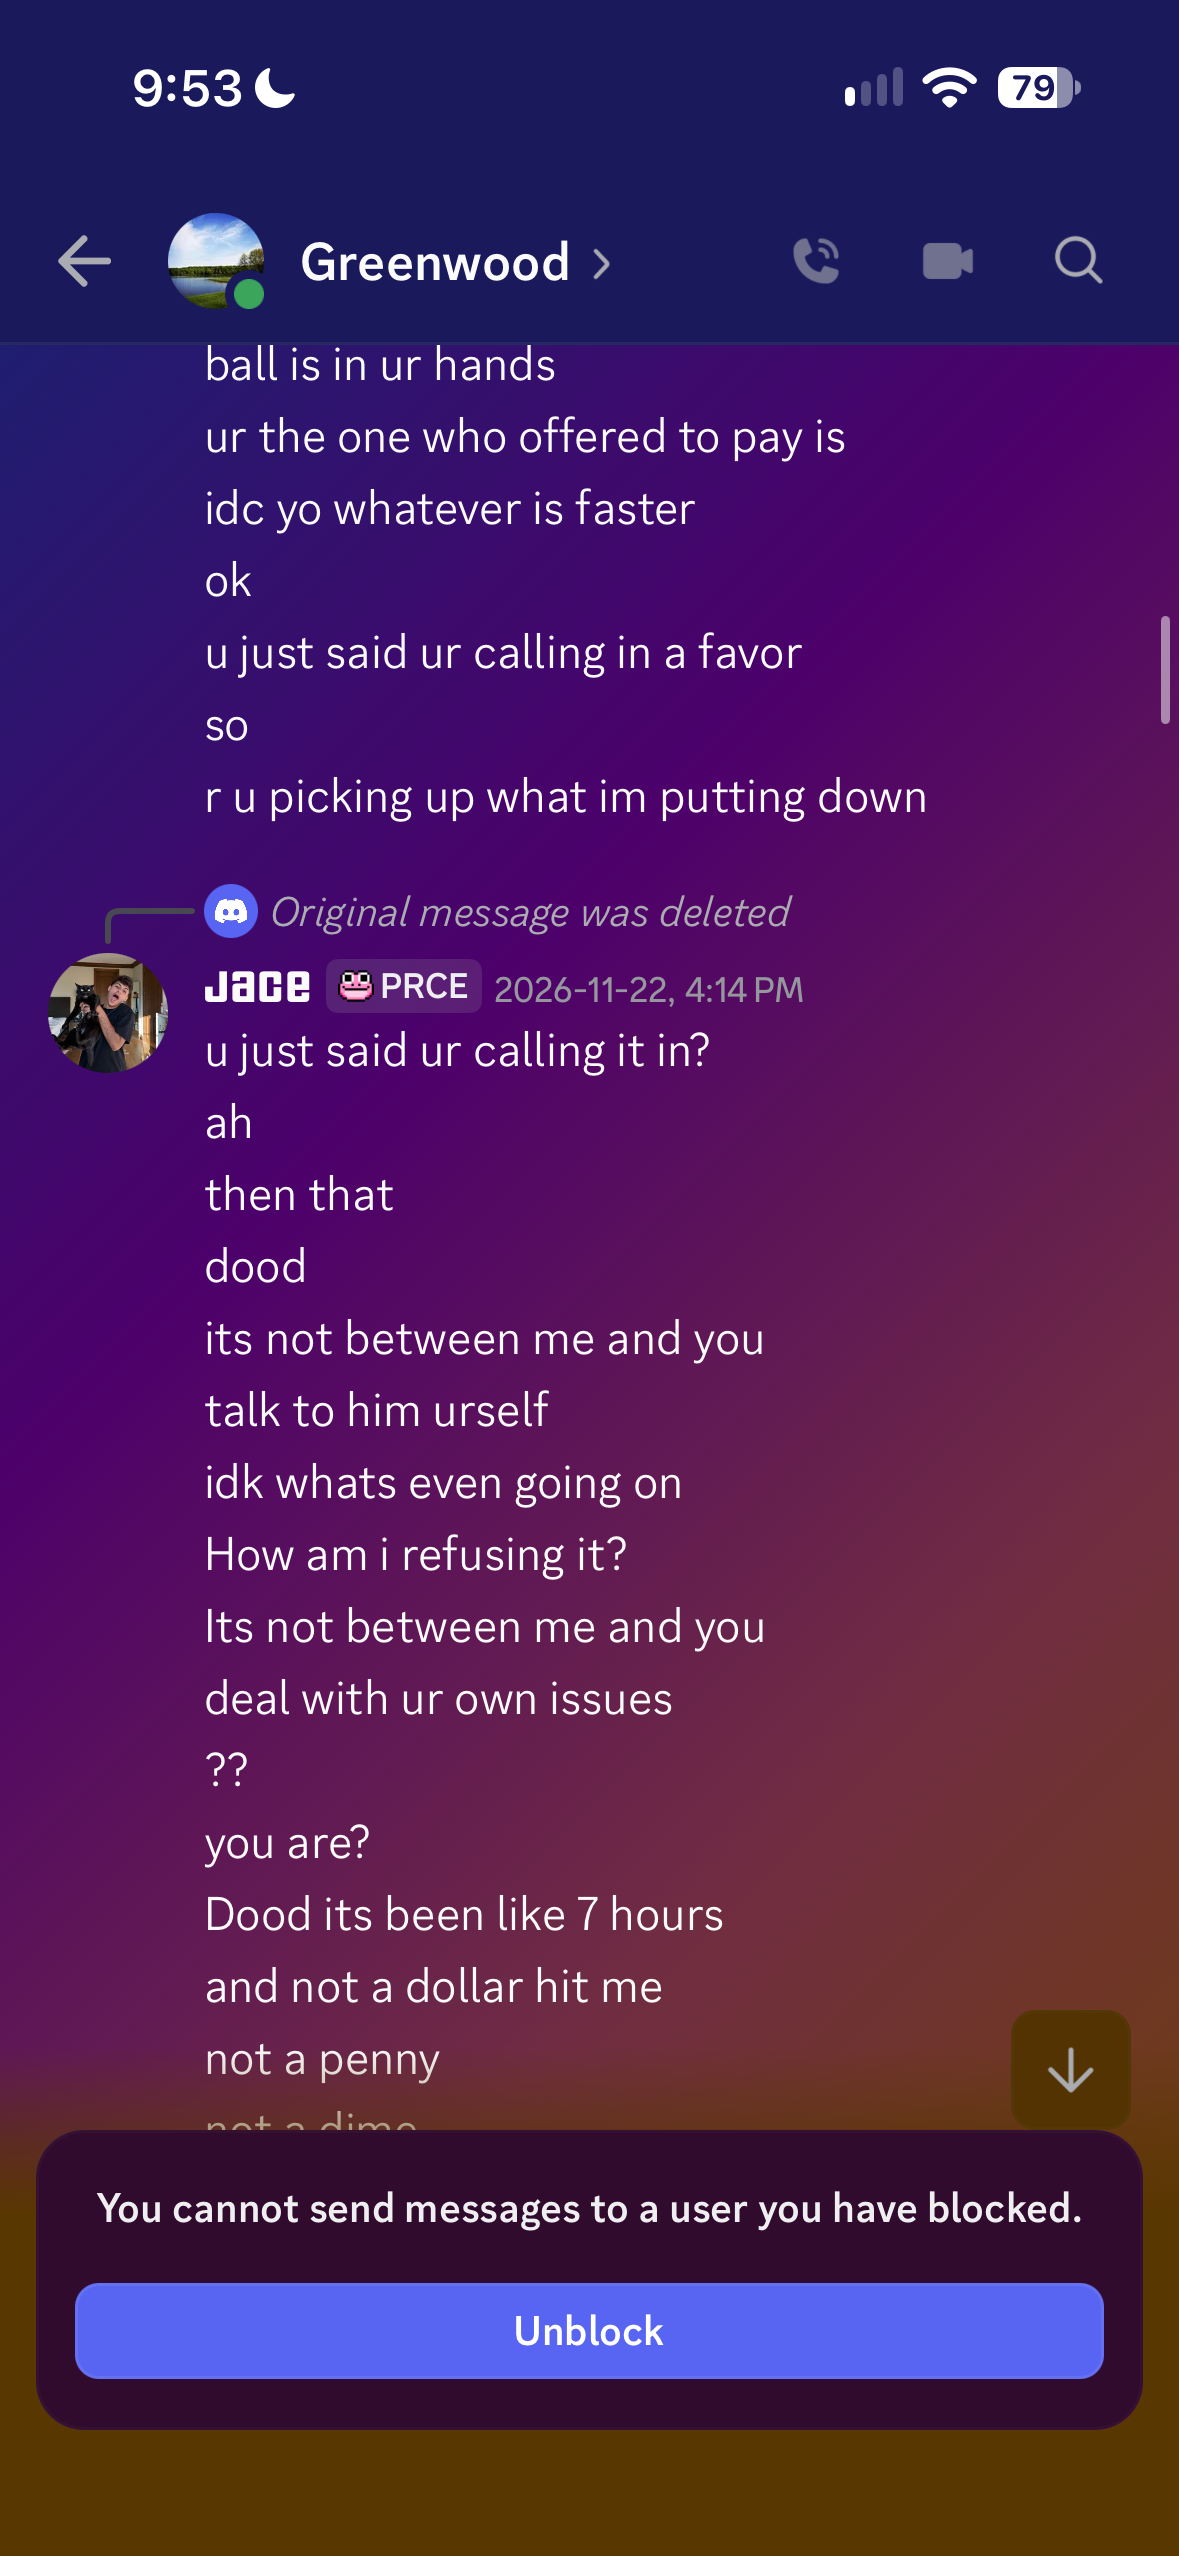 9:53
79
Greenwood
ball is in ur hands
ur the one who offered to pay is
idc yo whatever is faster
ok
u just said ur calling in a favor
so
r u picking up what im putting down
Original message was deleted
Jace PRCE 2026-11-22, 4:14 PM
u just said ur calling it in?
ah
then that
dood
its not between me and you
talk to him urself
idk whats even going on
How am i refusing it?
Its not between me and you
deal with ur own issues
??
you are?
Dood its been like 7 hours
and not a dollar hit me
not a penny
not a dime
You cannot send messages to a user you have blocked.
Unblock